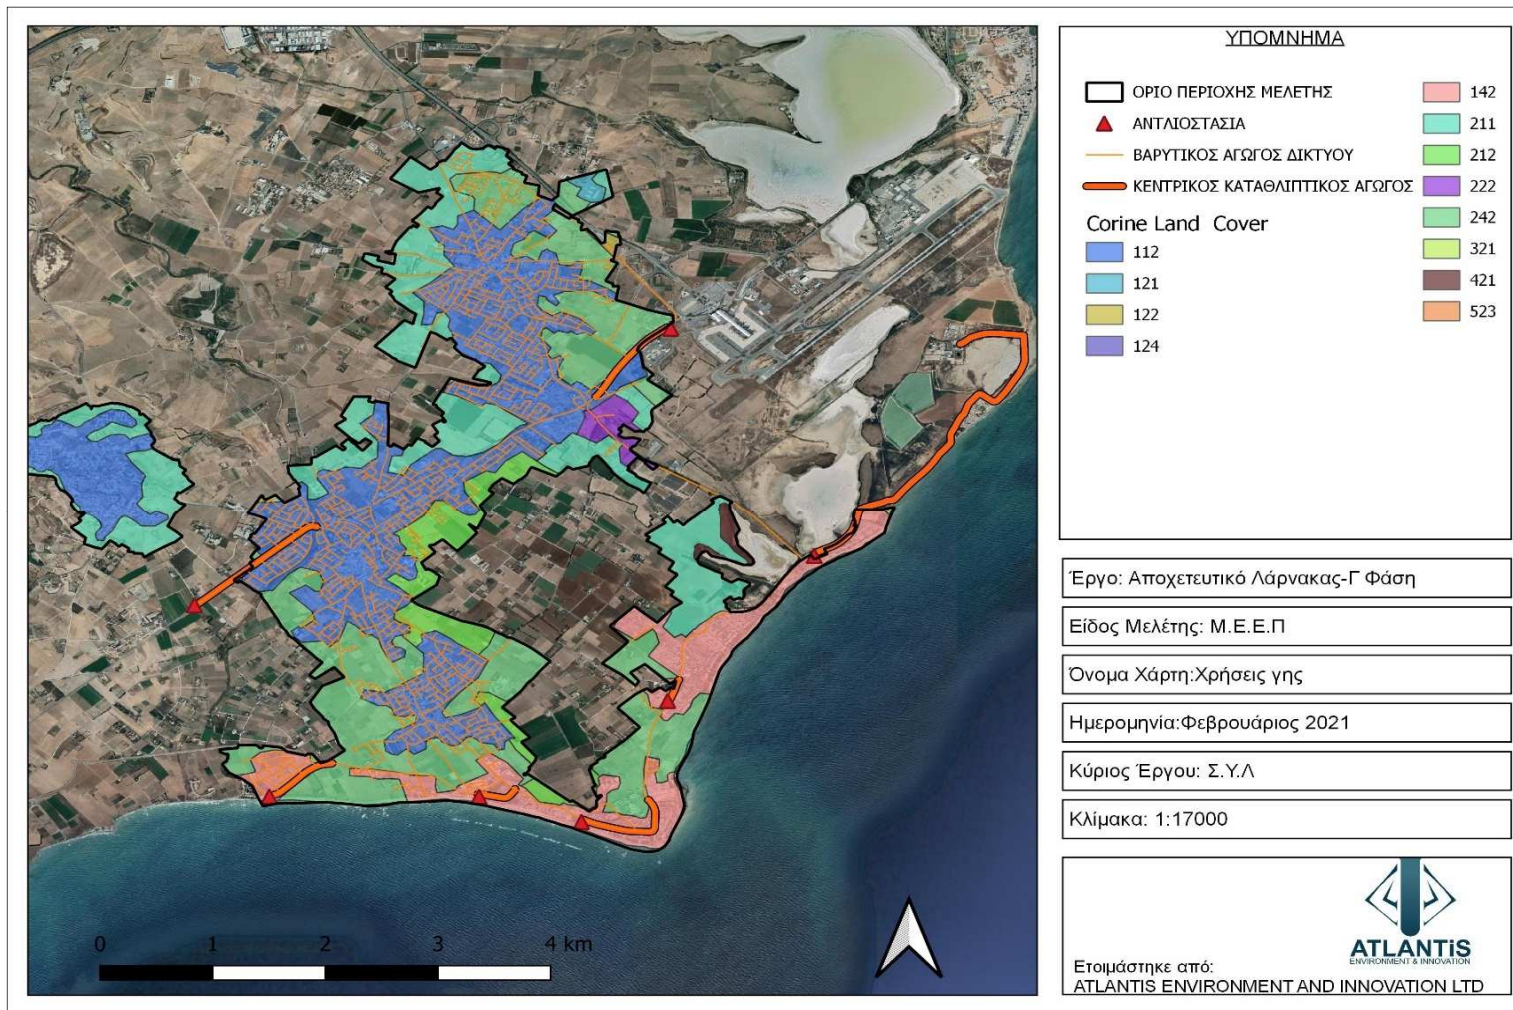 ΥΠΟΜΝΗΜΑ
ΟΡΙΟ ΠΕΡΙΟΧΗΣ ΜΕΛΕΤΗΣ
ΑΝΤΛΙΟΣΤΑΣΙΑ
ΒΑΡΥΤΙΚΟΣ ΑΓΩΓΟΣ ΔΙΚΤΥΟΥ
ΚΕΝΤΡΙΚΟΣ ΚΑΤΑΘΛΙΠΤΙΚΟΣ ΑΓΩΓΟΣ
Corine Land Cover
112
121
122
124
142
211
212
222
242
321
421
523
Έργο: Αποχετευτικό Λάρνακας-Γ Φάση
Είδος Μελέτης: Μ.Ε.Ε.Π
Όνομα Χάρτη:Χρήσεις γης
Ημερομηνία:Φεβρουάριος 2021
Κύριος Έργου: Σ.Υ.Λ
Κλίμακα: 1:17000
ATLANTiS
ENVIRONMENT & INNOVATION
Ετοιμάστηκε από:
ATLANTIS ENVIRONMENT AND INNOVATION LTD
0 1 2 3 4 km